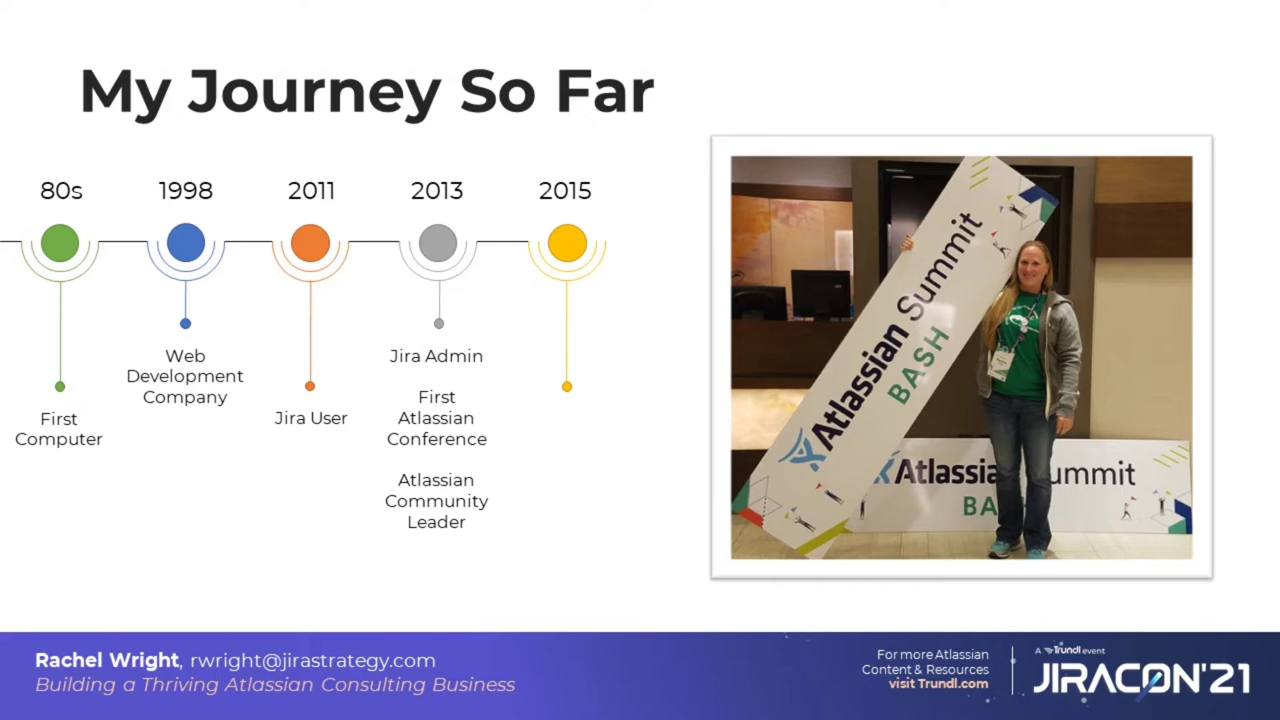 My Journey So Far
80s
1998
2011
2013
2015
First
Computer
Web
Development
Company
Jira User
Jira Admin
First
Atlassian
Conference
Atlassian
Community
Leader
Atlassian Summit
BASH
Atlassia
ummit
BA
Rachel Wright, rwright@jirastrategy.com
Building a Thriving Atlassian Consulting Business
For more Atlassian
Content & Resources
visit Trundl.com
A Trundl event
JIRACON'21